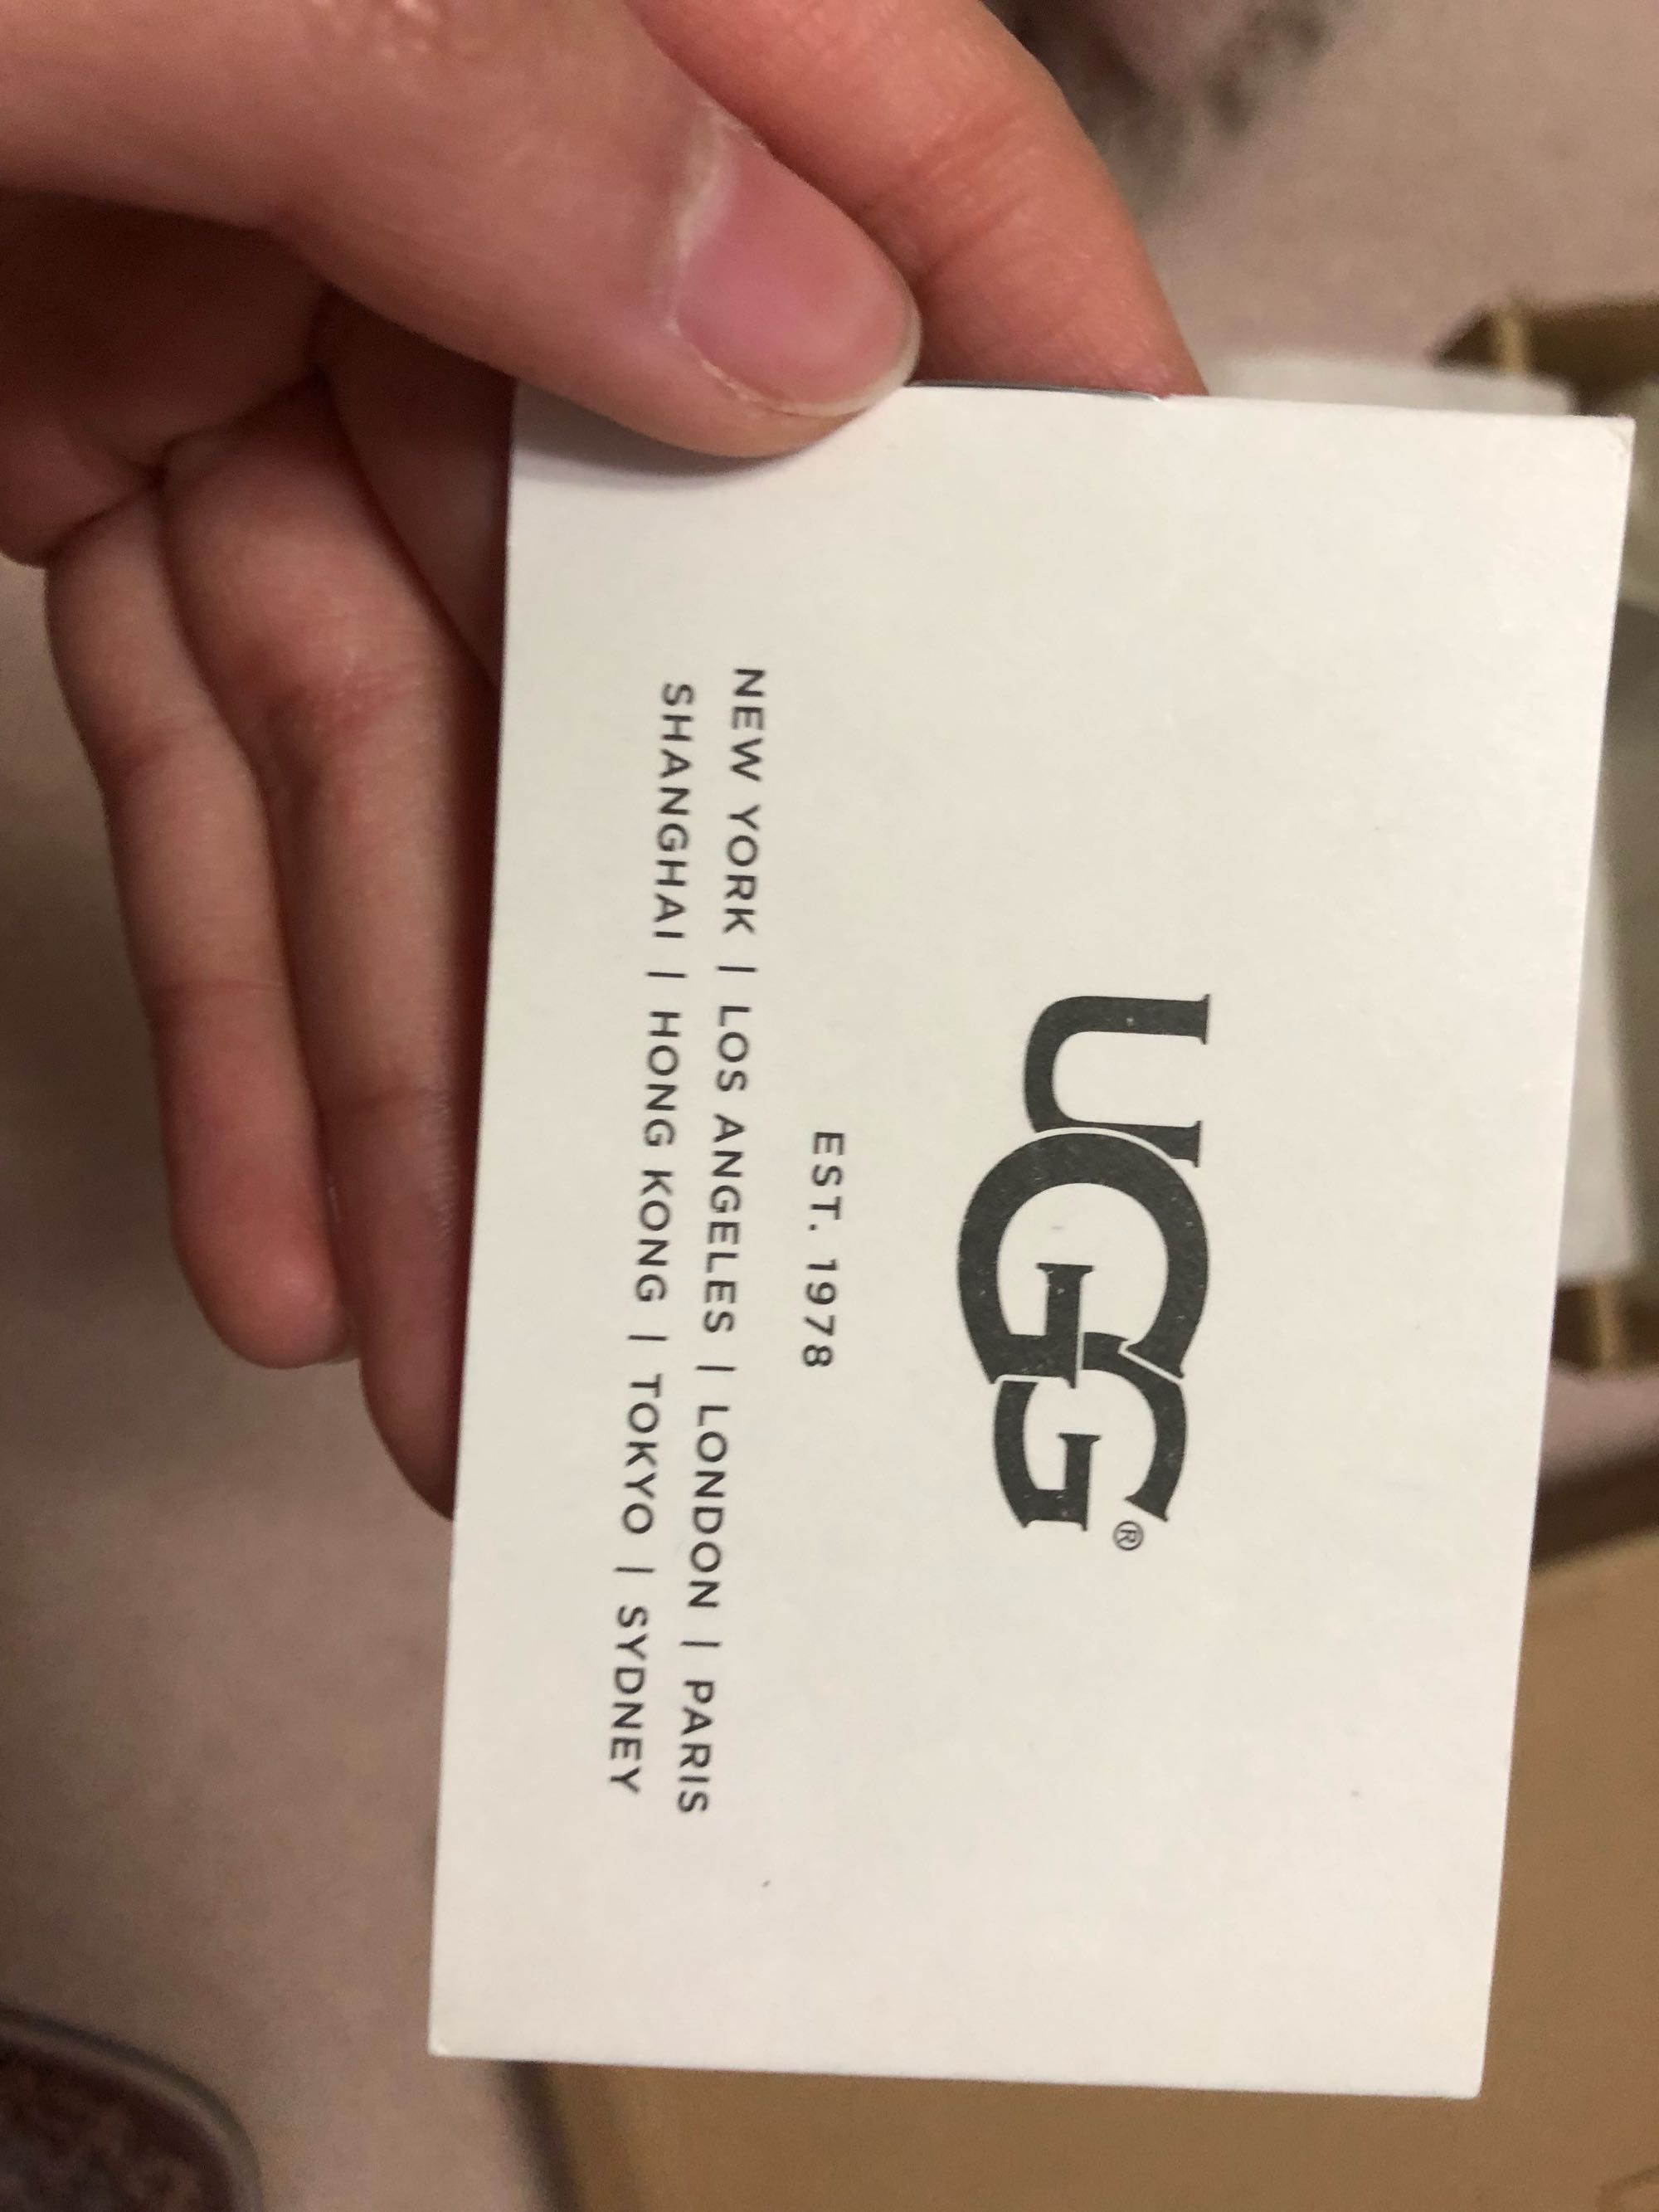 UGG®
EST. 1978
NEW YORK | LOS ANGELES | LONDON | PARIS
SHANGHAI | HONG KONG | TOKYO | SYDNEY